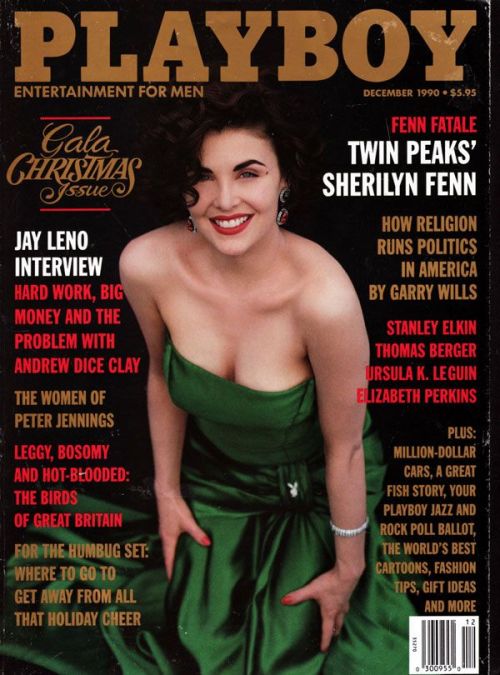 PLAYBOY
ENTERTAINMENT FOR MEN
DECEMBER 1990 • $5.95
Gala
CHRISTMAS
Issue
JAY LENO
INTERVIEW
HARD WORK, BIG
MONEY AND THE
PROBLEM WITH
ANDREW DICE CLAY
THE WOMEN OF
PETER JENNINGS
LEGGY, BOSOMY
AND HOT-BLOODED:
THE BIRDS
OF GREAT BRITAIN
FOR THE HUMBUG SET:
WHERE TO GO TO
GET AWAY FROM ALL
THAT HOLIDAY CHEER
FENN FATALE
TWIN PEAKS'
SHERILYN FENN
HOW RELIGION
RUNS POLITICS
IN AMERICA
BY GARRY WILLS
STANLEY ELKIN
THOMAS BERGER
URSULA K. LEGUIN
ELIZABETH PERKINS
PLUS:
MILLION-DOLLAR
CARS, A GREAT
FISH STORY, YOUR
PLAYBOY JAZZ AND
ROCK POLL BALLOT,
THE WORLD'S BEST
CARTOONS, FASHION
TIPS, GIFT IDEAS
AND MORE
12
0 300955 0